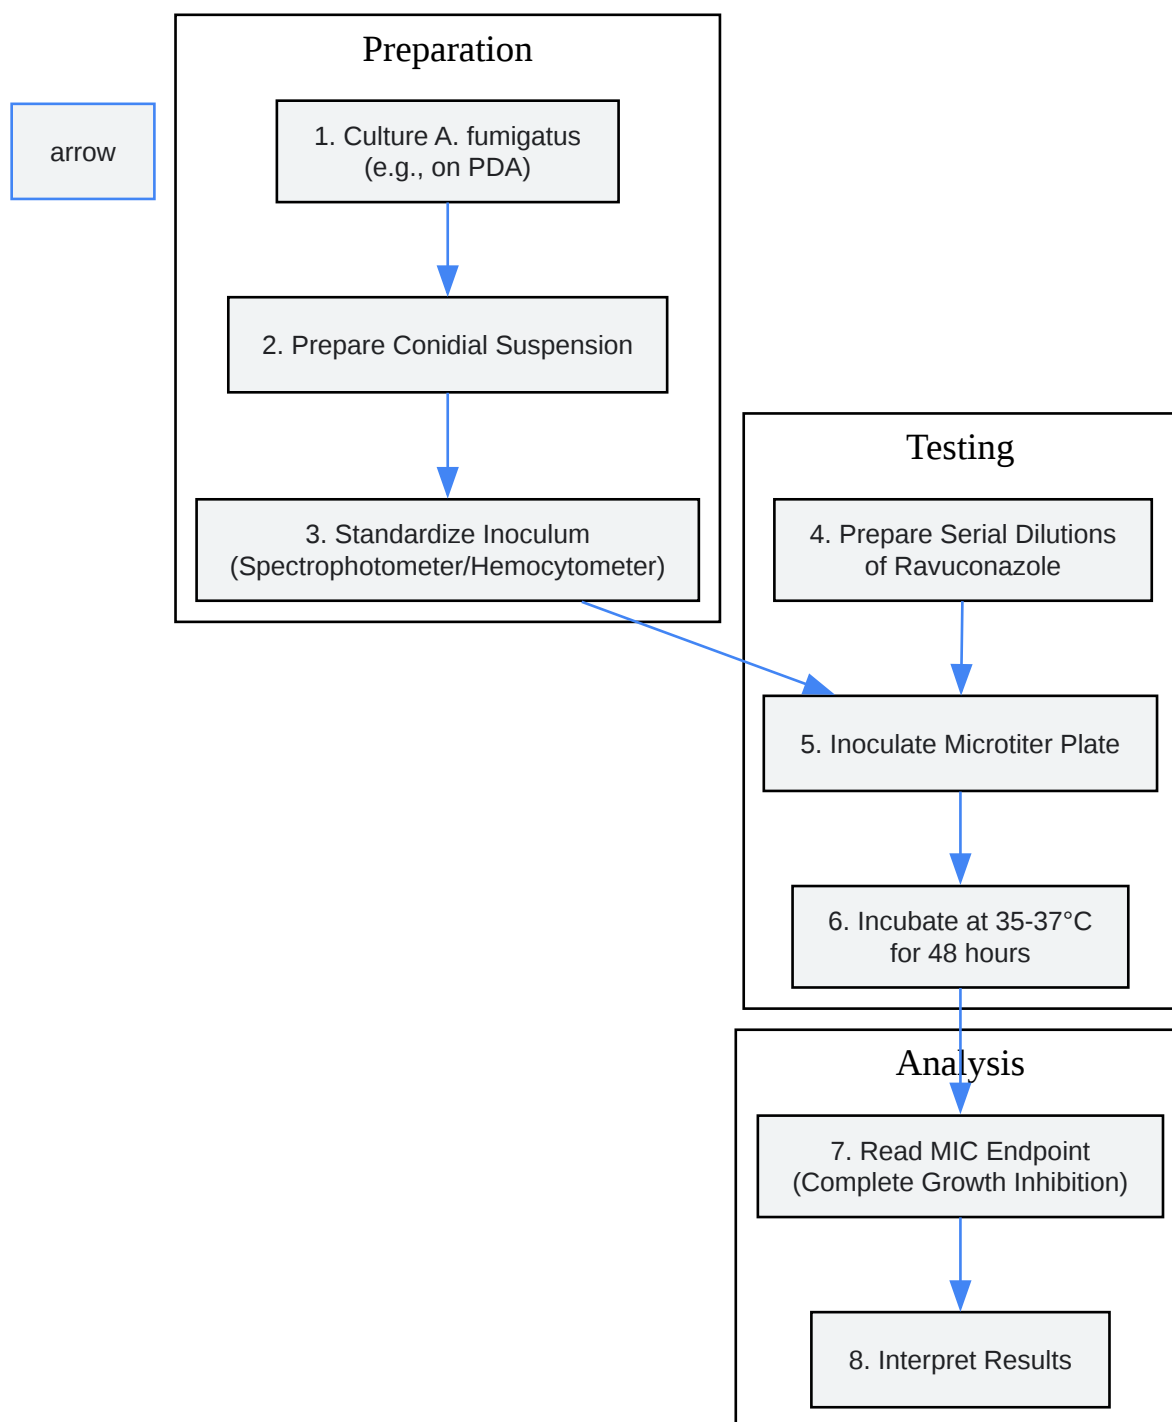 Preparation
arrow
1. Culture A. fumigatus
(e.g., on PDA)
2. Prepare Conidial Suspension
3. Standardize Inoculum
(Spectrophotometer/Hemocytometer)
Testing
4. Prepare Serial Dilutions
of Ravuconazole
5. Inoculate Microtiter Plate
6. Incubate at 35-37°C
for 48 hours
Analysis
7. Read MIC Endpoint
(Complete Growth Inhibition)
8. Interpret Results